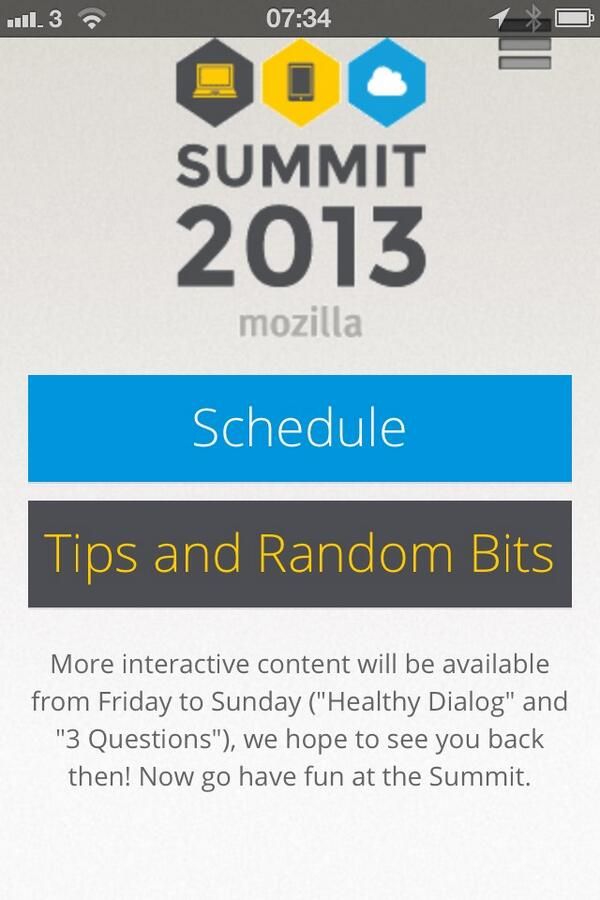 3 07:34
SUMMIT
2013
mozilla
Schedule
Tips and Random Bits
More interactive content will be available
from Friday to Sunday ("Healthy Dialog" and
"3 Questions"), we hope to see you back
then! Now go have fun at the Summit.